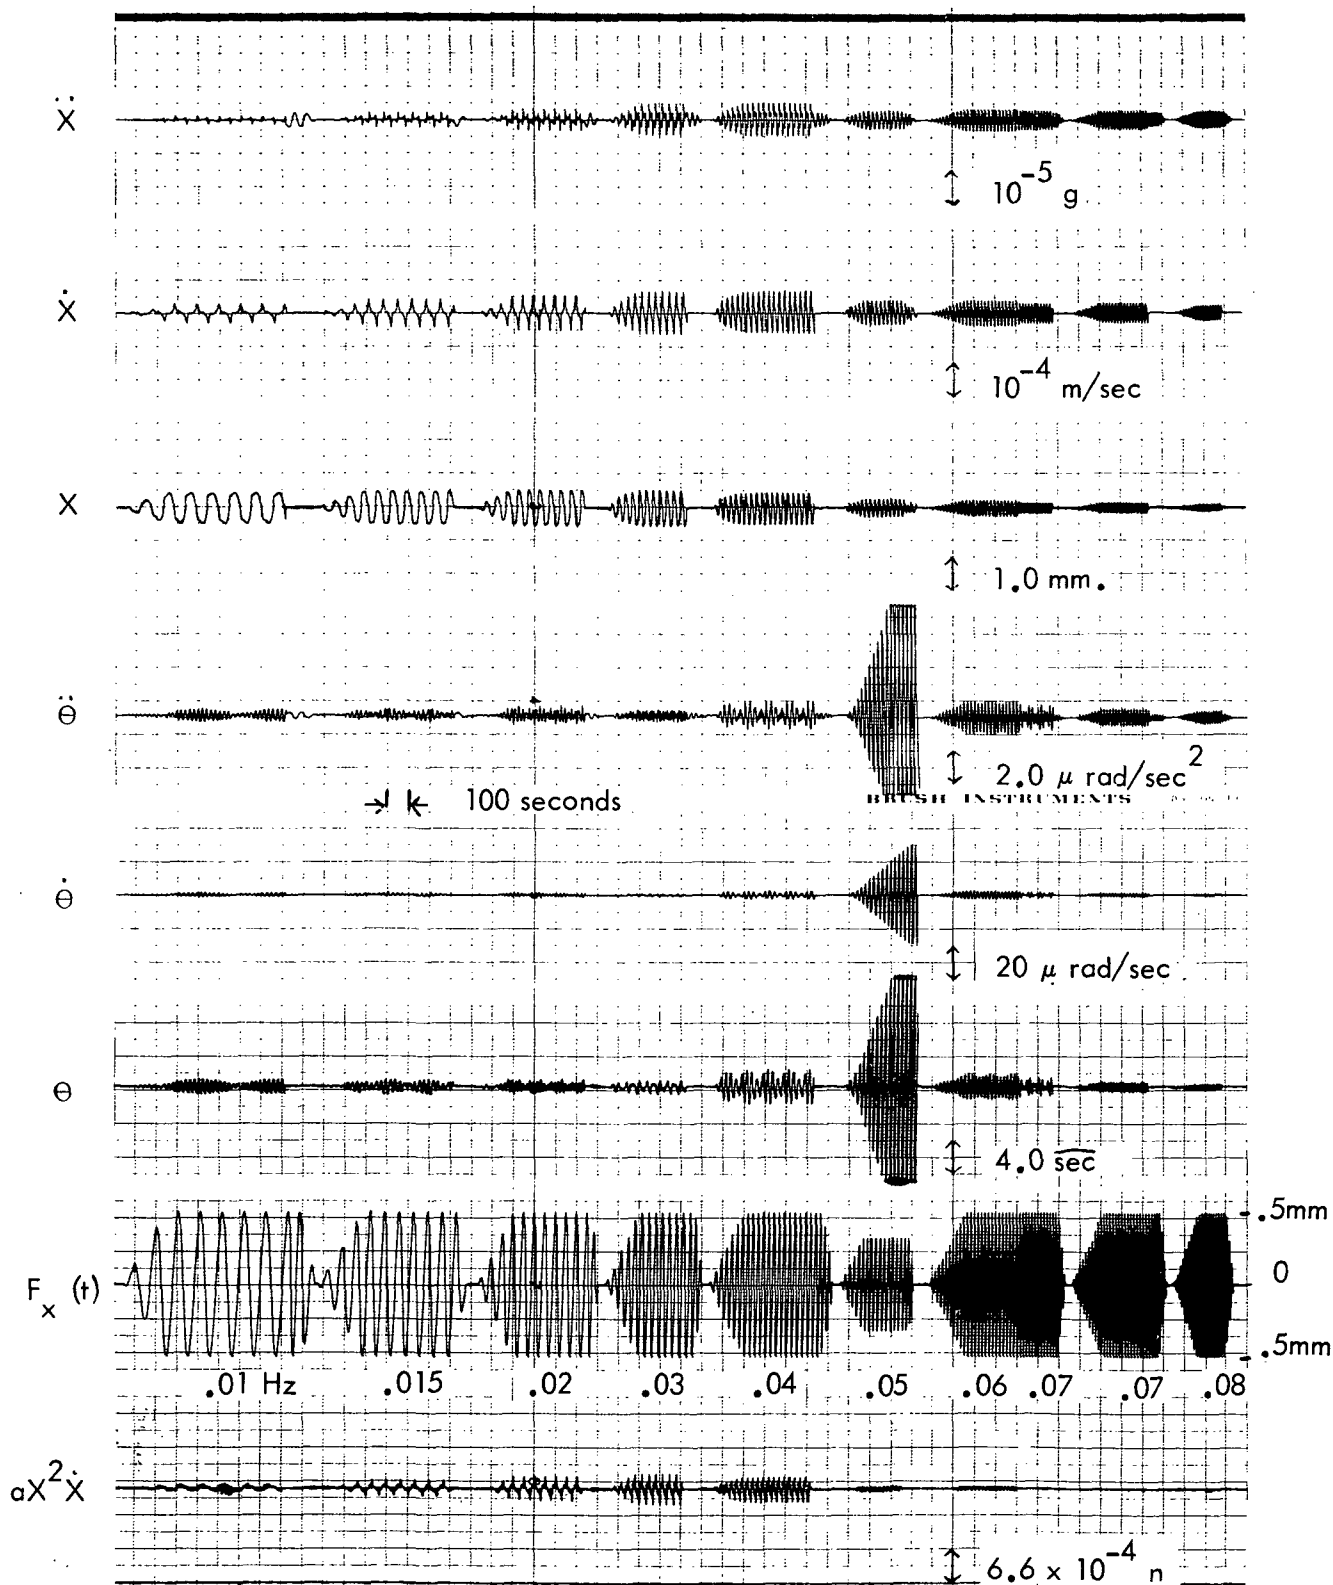 Ẍ
10⁻⁵ g
Ẋ
10⁻⁴ m/sec
X
1.0 mm.
θ̈
2.0 μ rad/sec²
100 seconds
BRUSH INSTRUMENTS
θ̇
20 μ rad/sec
θ
4.0 sec
.5mm
Fₓ (t)
0
.5mm
.01 Hz .015 .02 .03 .04 .05 .06 .07 .07 .08
aX²Ẋ
6.6 x 10⁻⁴ n